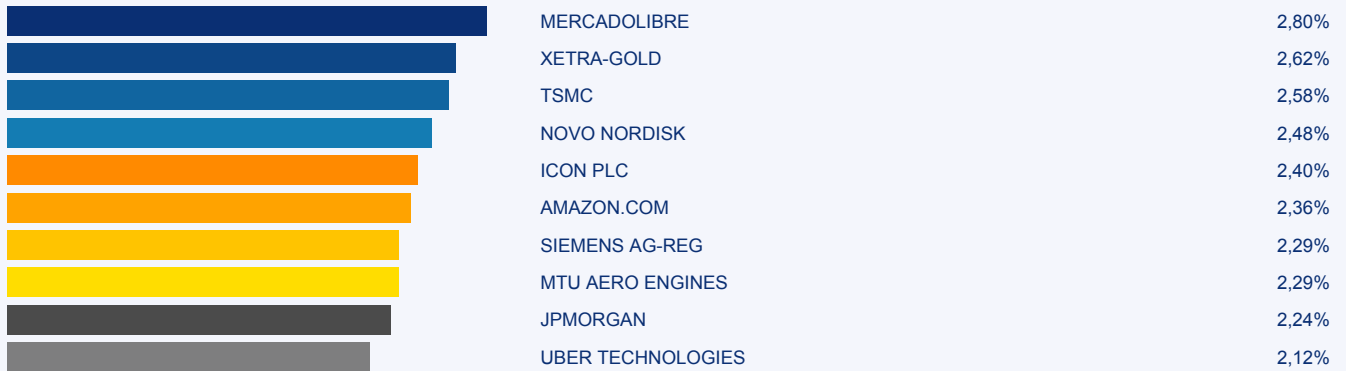 MERCADOLIBRE 2,80%
XETRA-GOLD 2,62%
TSMC 2,58%
NOVO NORDISK 2,48%
ICON PLC 2,40%
AMAZON.COM 2,36%
SIEMENS AG-REG 2,29%
MTU AERO ENGINES 2,29%
JPMORGAN 2,24%
UBER TECHNOLOGIES 2,12%